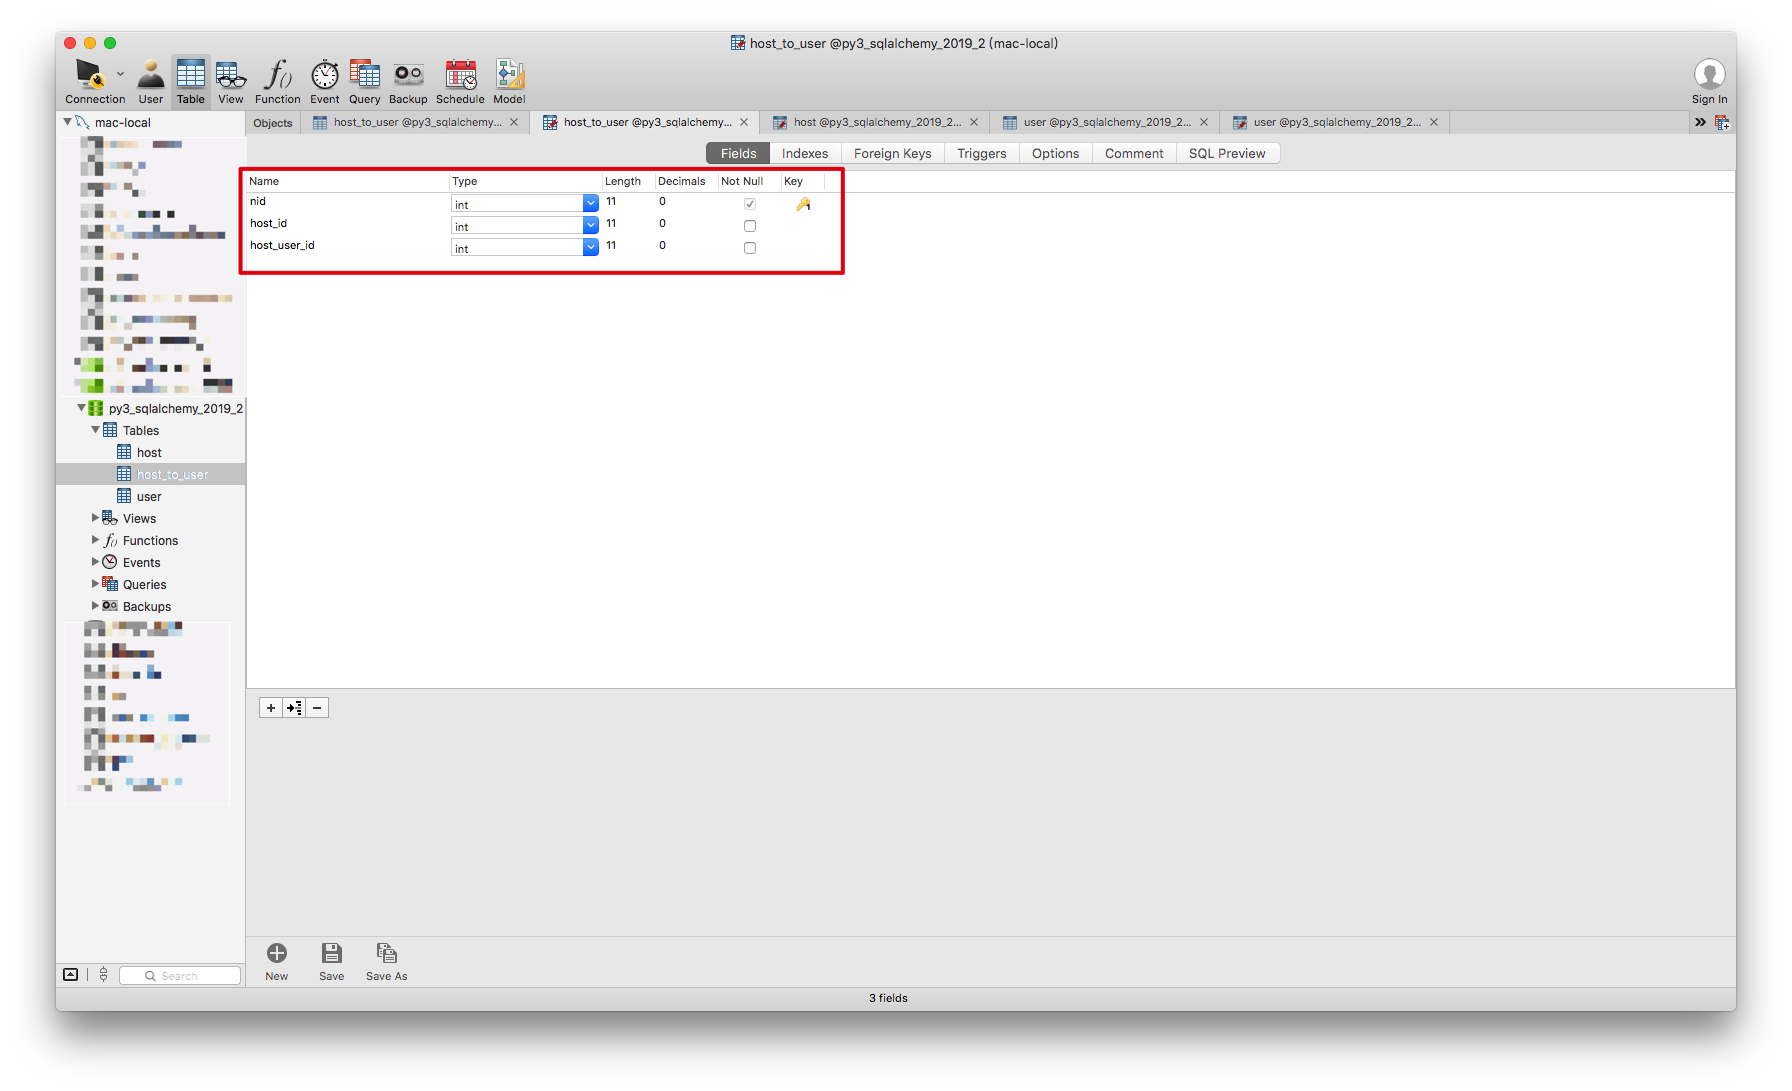 host_to_user @py3_sqlalchemy_2019_2 (mac-local)
Connection User Table View Function Event Query Backup Schedule Model Sign In
mac-local
Objects host_to_user @py3_sqlalchemy... host_to_user @py3_sqlalchemy... host @py3_sqlalchemy_2019_2... user @py3_sqlalchemy_2019_2... user @py3_sqlalchemy_2019_2...
Fields Indexes Foreign Keys Triggers Options Comment SQL Preview
Name Type Length Decimals Not Null Key
nid int 11 0 1
host_id int 11 0
host_user_id int 11 0
py3_sqlalchemy_2019_2
Tables
host
host_to_user
user
Views
Functions
Events
Queries
Backups
New Save Save As
Search
3 fields